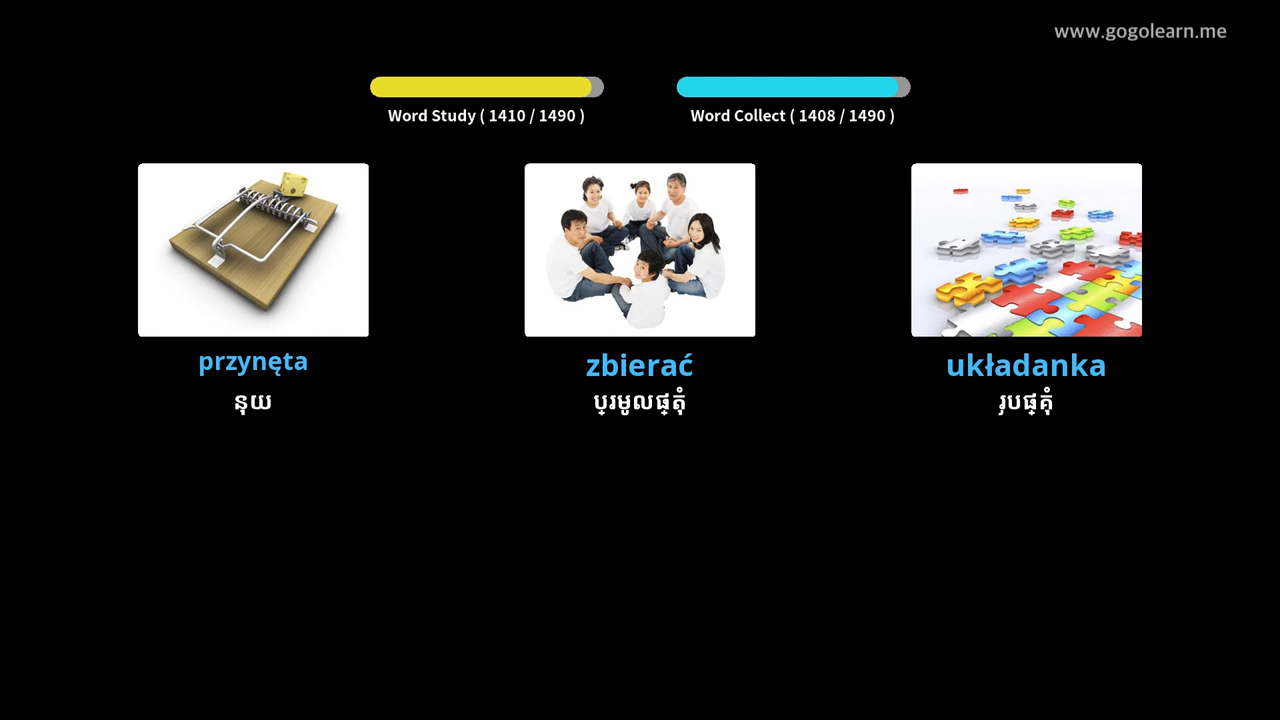 www.gogolearn.me
Word Study ( 1410 / 1490 )
Word Collect ( 1408 / 1490 )
przynęta
zbierać
układanka
នុយ
ប្រមូលផ្តុំ
រូបផ្គុំ